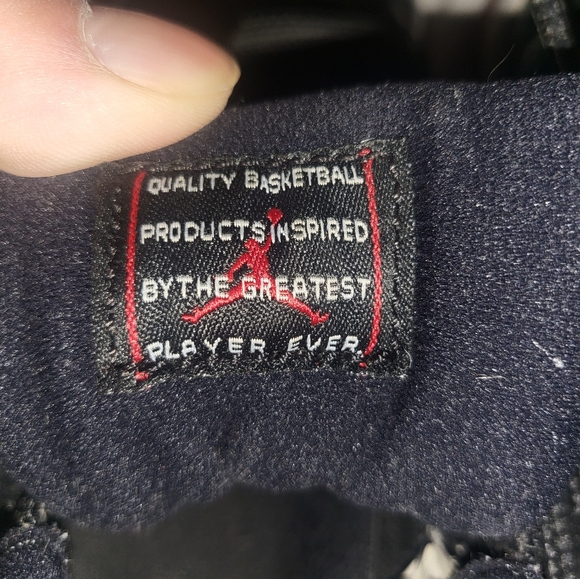 QUALITY BASKETBALL
PRODUCTS INSPIRED
BY THE GREATEST
PLAYER EVER.